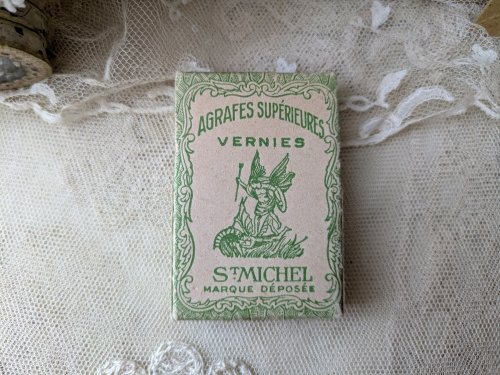 AGRAFES SUPÉRIEURES
VERNIES
ST MICHEL
MARQUE DÉPOSÉE